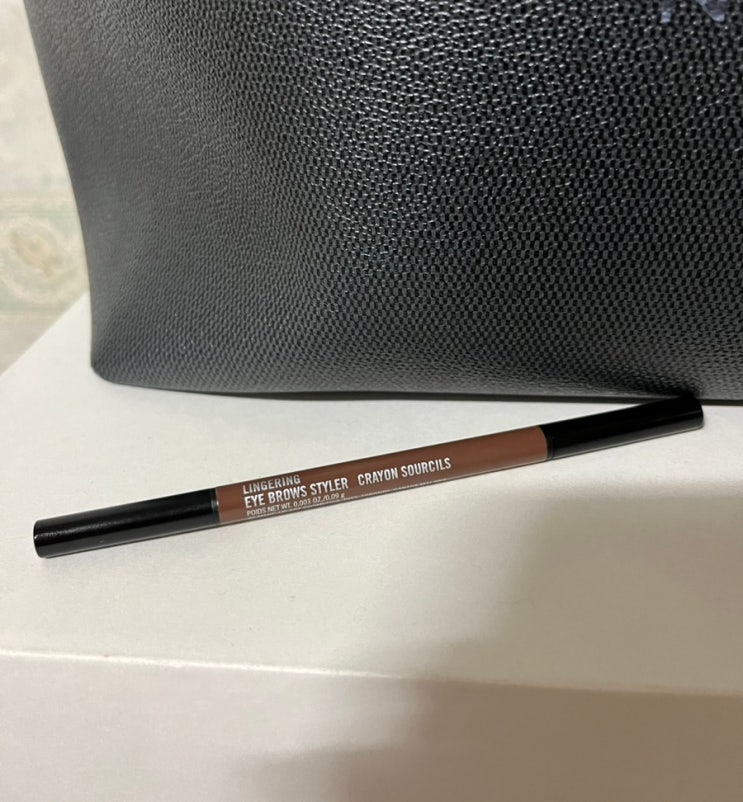 LINGERING
EYE BROWS STYLER CRAYON SOURCILS
POIDS NET WT. 0.003 OZ./0.09 g